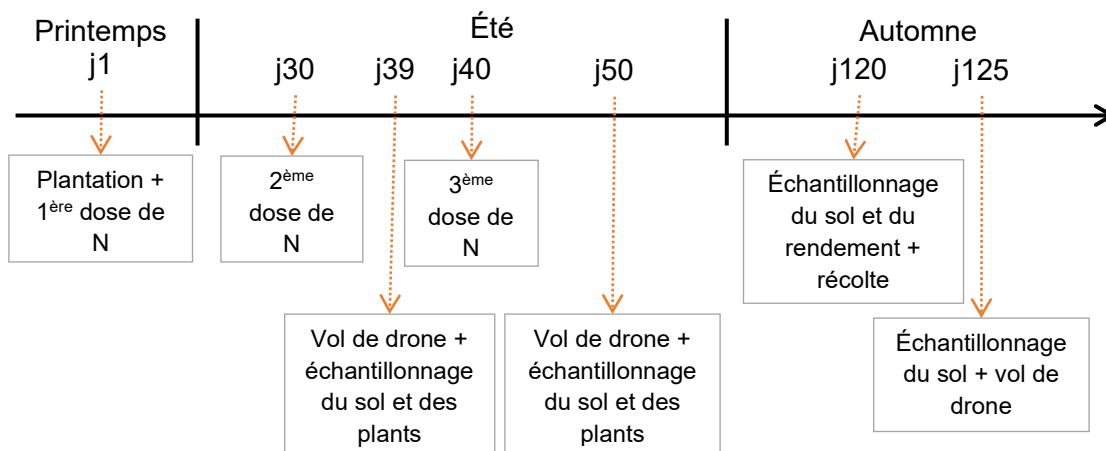 Printemps
Été
Automne
j1
j30
j39
j40
j50
j120
j125
Plantation +
1ère dose de
N
2ème
dose de
N
3ème
dose de
N
Échantillonnage
du sol et du
rendement +
récolte
Vol de drone +
échantillonnage
du sol et des
plants
Vol de drone +
échantillonnage
du sol et des
plants
Échantillonnage
du sol + vol de
drone